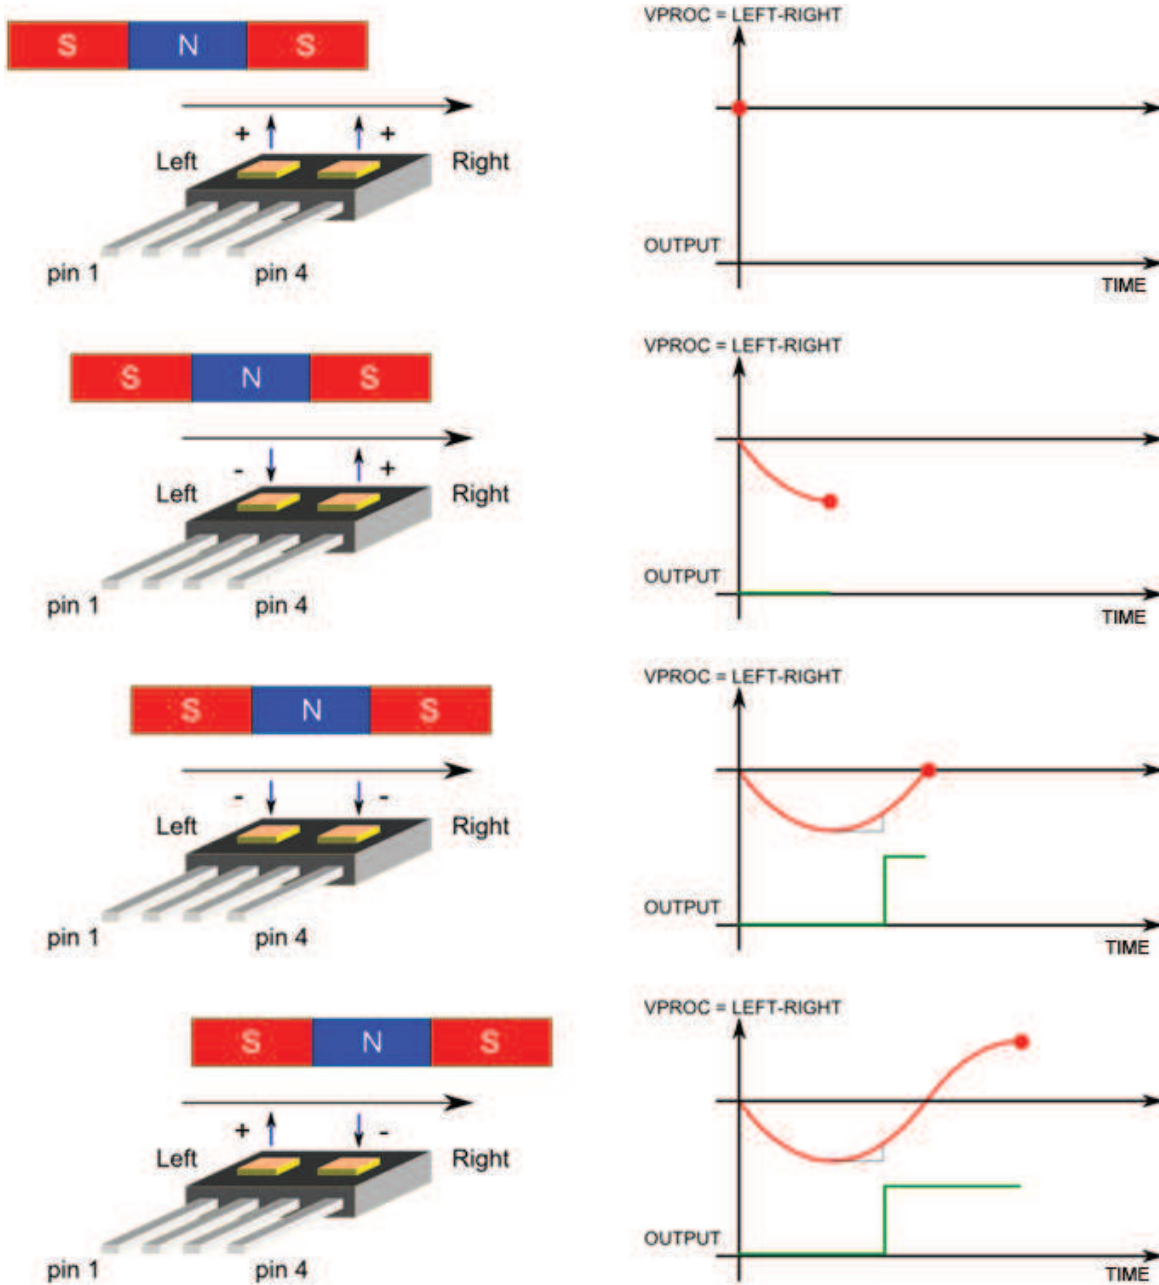 VPROC = LEFT-RIGHT
S N S
+ +
Left Right
OUTPUT
pin 1 pin 4
TIME
VPROC = LEFT-RIGHT
S N S
- +
Left Right
OUTPUT
pin 1 pin 4
TIME
VPROC = LEFT-RIGHT
S N S
- -
Left Right
OUTPUT
pin 1 pin 4
TIME
VPROC = LEFT-RIGHT
S N S
+ -
Left Right
OUTPUT
pin 1 pin 4
TIME